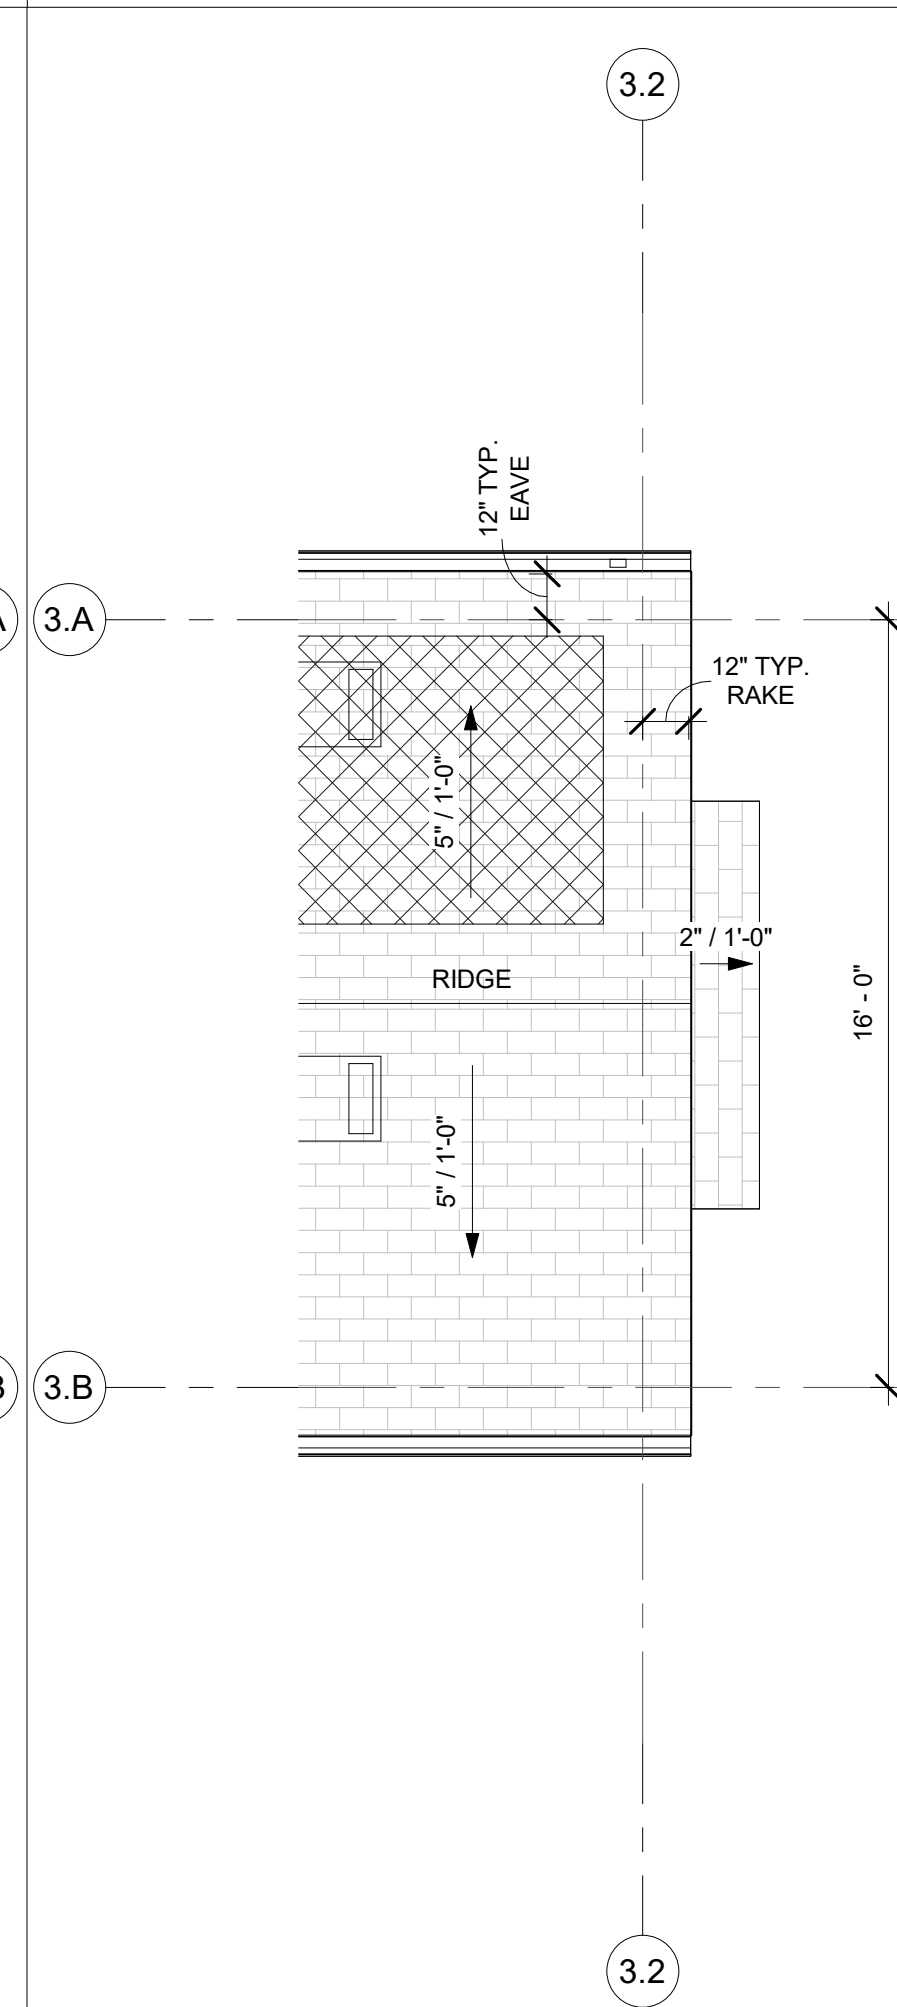 3.2
12" TYP.
EAVE
3.A
12" TYP.
RAKE
5" / 1'-0"
2" / 1'-0"
RIDGE
16' - 0"
5" / 1'-0"
3.B
3.2